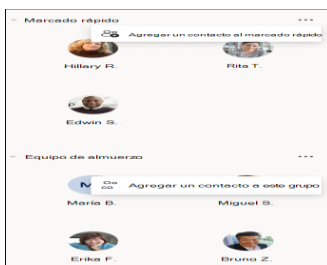 Marcado rápido
Agregar un contacto al marcado rápido
Hillary R. Rita T.
Edwin S.
Equipo de almuerzo
M Agregar un contacto a este grupo
María B. Miguel S.
Erika F. Bruno Z.